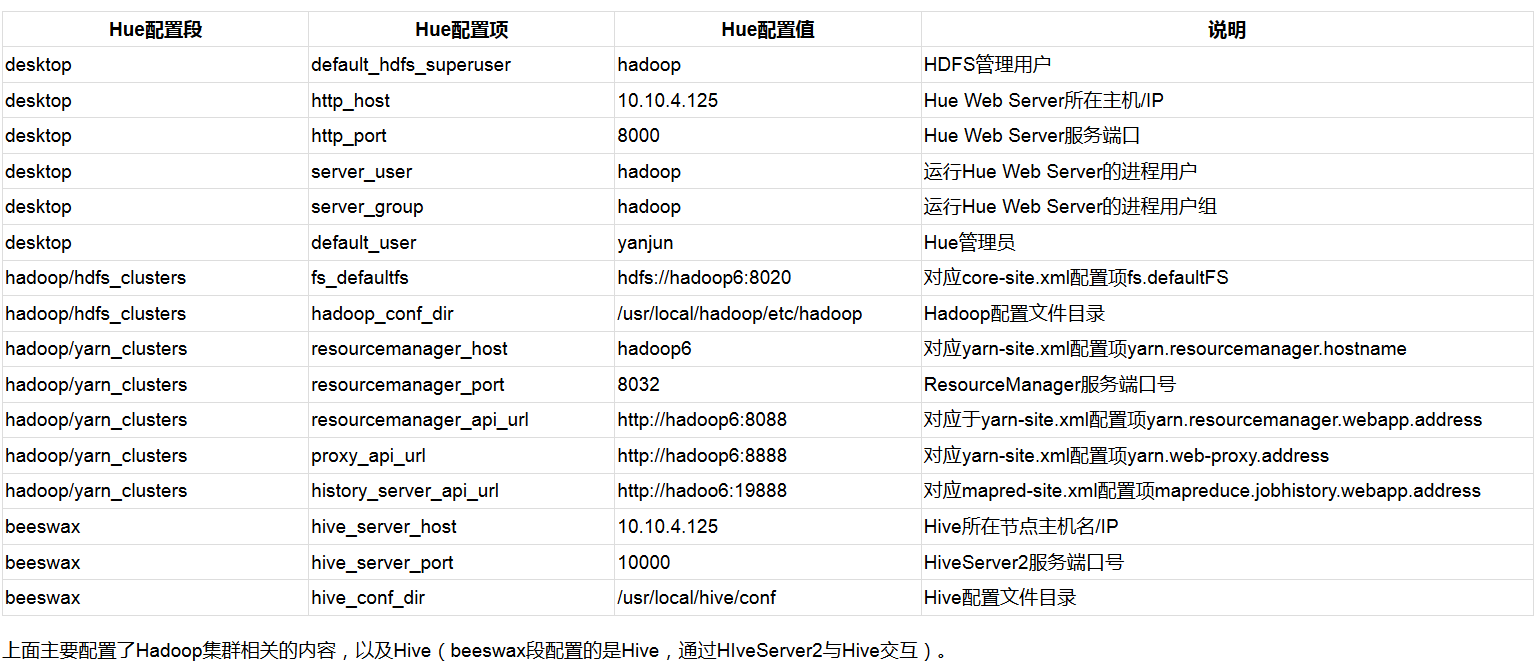 Hue配置段 Hue配置项 Hue配置值 说明
desktop default_hdfs_superuser hadoop HDFS管理用户
desktop http_host 10.10.4.125 Hue Web Server所在主机/IP
desktop http_port 8000 Hue Web Server服务端口
desktop server_user hadoop 运行Hue Web Server的进程用户
desktop server_group hadoop 运行Hue Web Server的进程用户组
desktop default_user yanjun Hue管理员
hadoop/hdfs_clusters fs_defaultfs hdfs://hadoop6:8020 对应core-site.xml配置项fs.defaultFS
hadoop/hdfs_clusters hadoop_conf_dir /usr/local/hadoop/etc/hadoop Hadoop配置文件目录
hadoop/yarn_clusters resourcemanager_host hadoop6 对应yarn-site.xml配置项yarn.resourcemanager.hostname
hadoop/yarn_clusters resourcemanager_port 8032 ResourceManager服务端口号
hadoop/yarn_clusters resourcemanager_api_url http://hadoop6:8088 对应于yarn-site.xml配置项yarn.resourcemanager.webapp.address
hadoop/yarn_clusters proxy_api_url http://hadoop6:8888 对应yarn-site.xml配置项yarn.web-proxy.address
hadoop/yarn_clusters history_server_api_url http://hadoo6:19888 对应mapred-site.xml配置项mapreduce.jobhistory.webapp.address
beeswax hive_server_host 10.10.4.125 Hive所在节点主机名/IP
beeswax hive_server_port 10000 HiveServer2服务端口号
beeswax hive_conf_dir /usr/local/hive/conf Hive配置文件目录
上面主要配置了Hadoop集群相关的内容，以及Hive（beeswax段配置的是Hive，通过HIveServer2与Hive交互）。